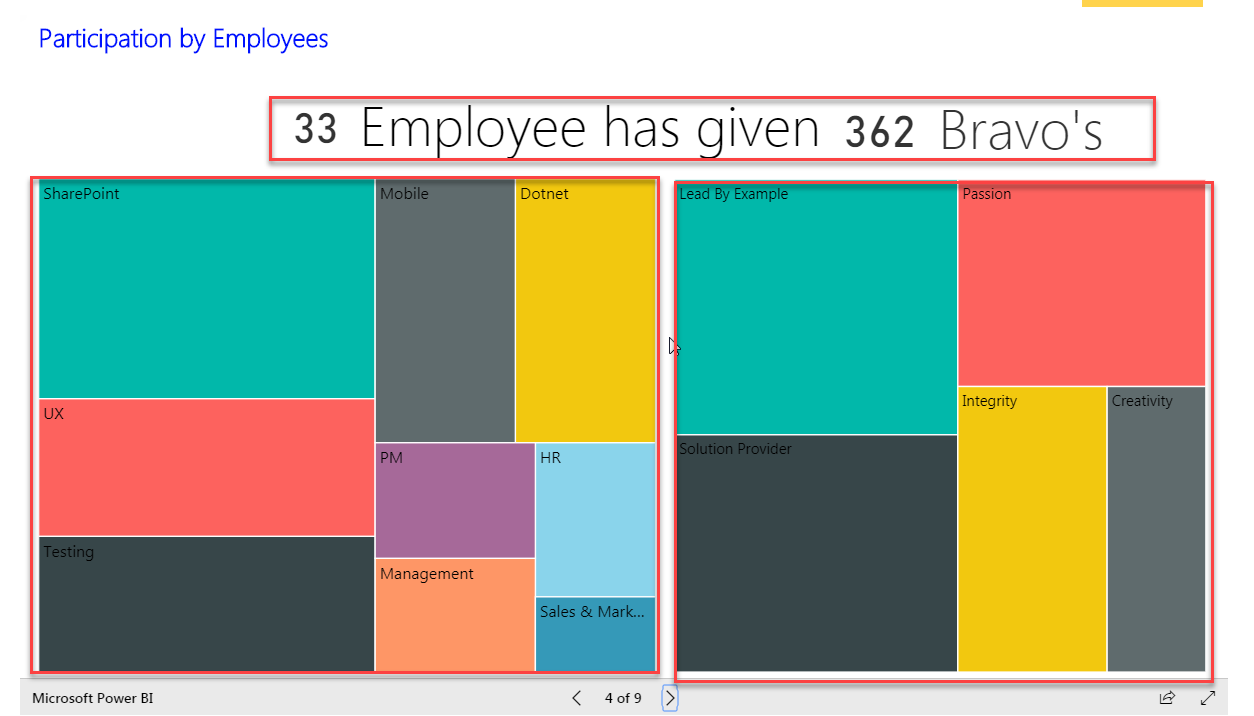 Participation by Employees
33 Employee has given 362 Bravo's
SharePoint
Mobile
Dotnet
UX
PM
HR
Testing
Management
Sales & Mark...
Lead By Example
Passion
Solution Provider
Integrity
Creativity
Microsoft Power BI
4 of 9